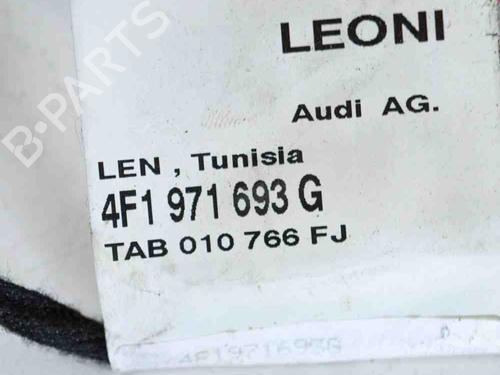 B-PARTS
LEONI
Audi AG.
LEN , Tunisia
4F1 971 693 G
TAB 010 766 FJ
4F1971693G